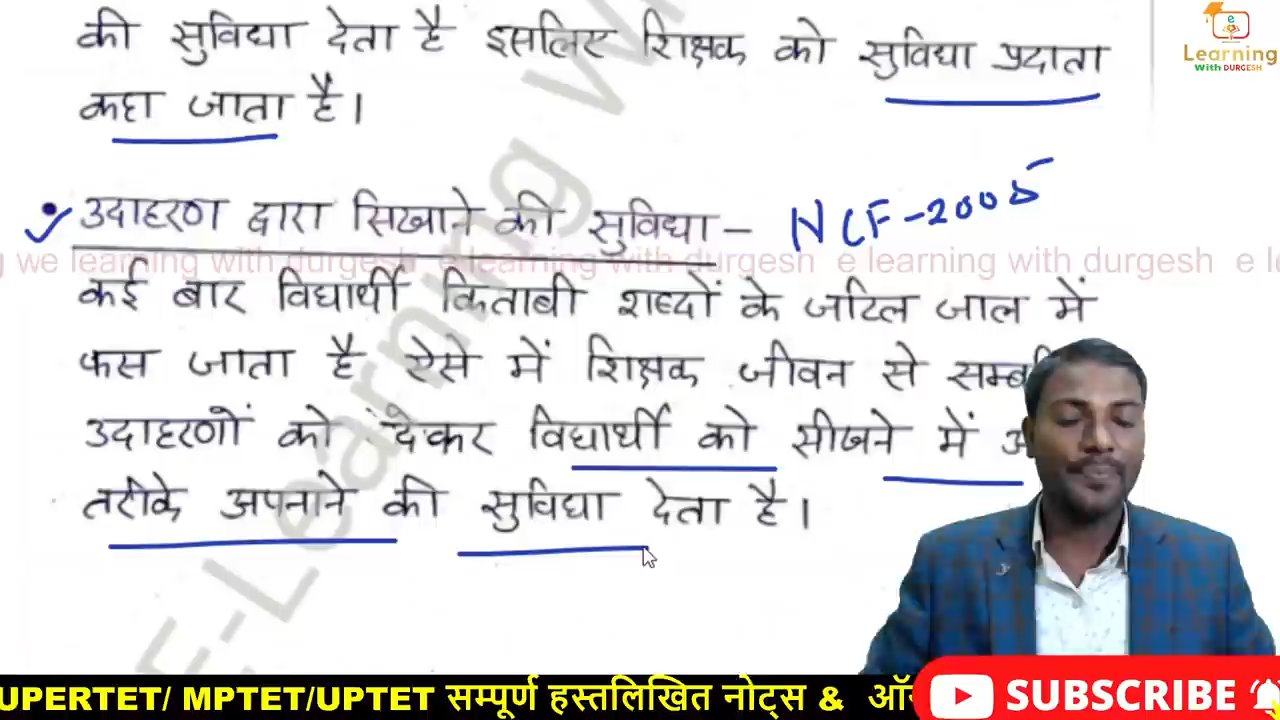 की सुविधा देता है इसलिए शिक्षक को सुविधा प्रदाता
कहा जाता है।
e Learning With DURGESH
• उदाहरण द्वारा सिखाने की सुविधा – NCF-2005
we learning with durgesh e learning with durgesh e learning with durgesh e
कई बार विद्यार्थी किताबी शब्दों के जटिल जाल में
फस जाता है ऐसे में शिक्षक जीवन से
उदाहरणों को देकर विद्यार्थी को सीखने में
तरीके अपनाने की सुविधा देता है।
E-Learning
UPERTET/ MPTET/UPTET सम्पूर्ण हस्तलिखित नोट्स &
SUBSCRIBE